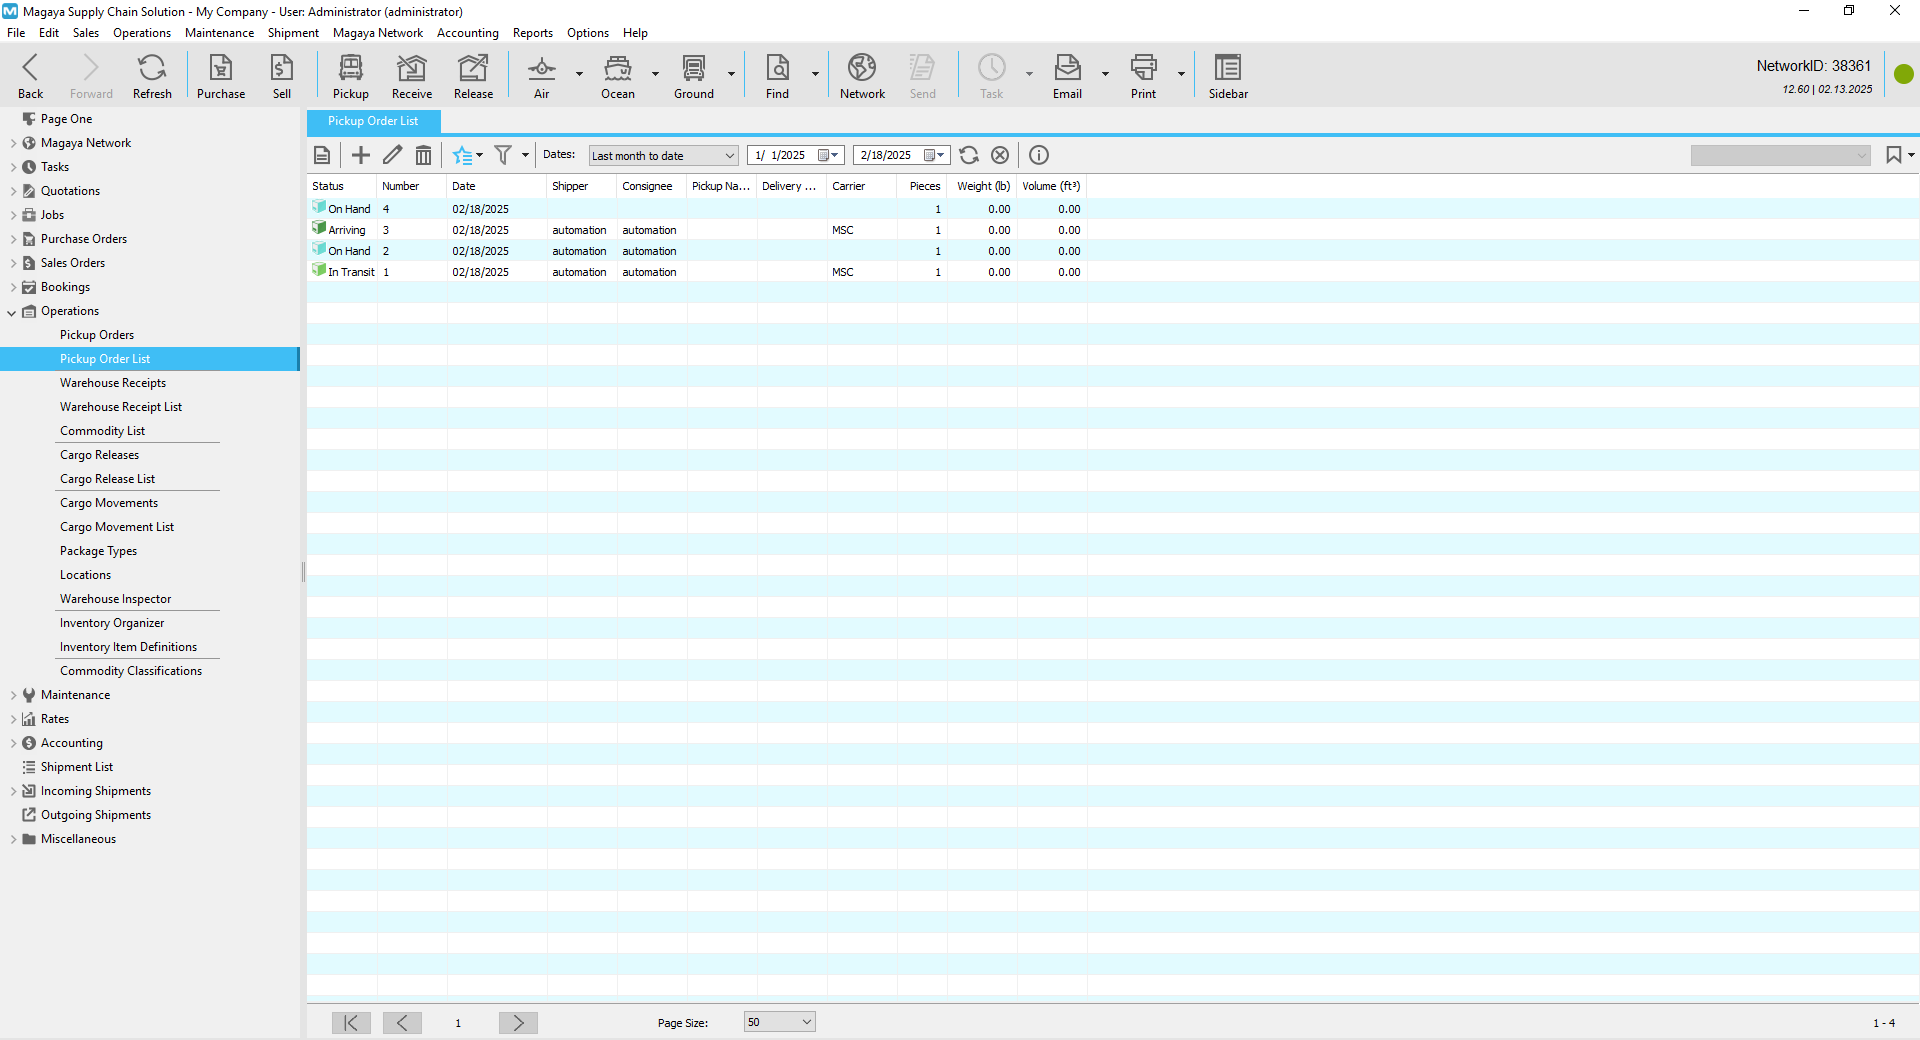 Magaya Supply Chain Solution - My Company - User: Administrator (administrator)
File Edit Sales Operations Maintenance Shipment Magaya Network Accounting Reports Options Help
Back Forward Refresh Purchase Sell Pickup Receive Release Air Ocean Ground Find Network Send Task Email Print Sidebar
NetworkID: 38361
12.60 | 02.13.2025
Page One
Magaya Network
Tasks
Quotations
Jobs
Purchase Orders
Sales Orders
Bookings
Operations
Pickup Orders
Pickup Order List
Warehouse Receipts
Warehouse Receipt List
Commodity List
Cargo Releases
Cargo Release List
Cargo Movements
Cargo Movement List
Package Types
Locations
Warehouse Inspector
Inventory Organizer
Inventory Item Definitions
Commodity Classifications
Maintenance
Rates
Accounting
Shipment List
Incoming Shipments
Outgoing Shipments
Miscellaneous
Pickup Order List
Dates: Last month to date 1/ 1/2025 2/18/2025
Status Number Date Shipper Consignee Pickup Na... Delivery ... Carrier Pieces Weight (lb) Volume (ft³)
On Hand 4 02/18/2025 1 0.00 0.00
Arriving 3 02/18/2025 automation automation MSC 1 0.00 0.00
On Hand 2 02/18/2025 automation automation 1 0.00 0.00
In Transit 1 02/18/2025 automation automation MSC 1 0.00 0.00
1 Page Size: 50 1 - 4